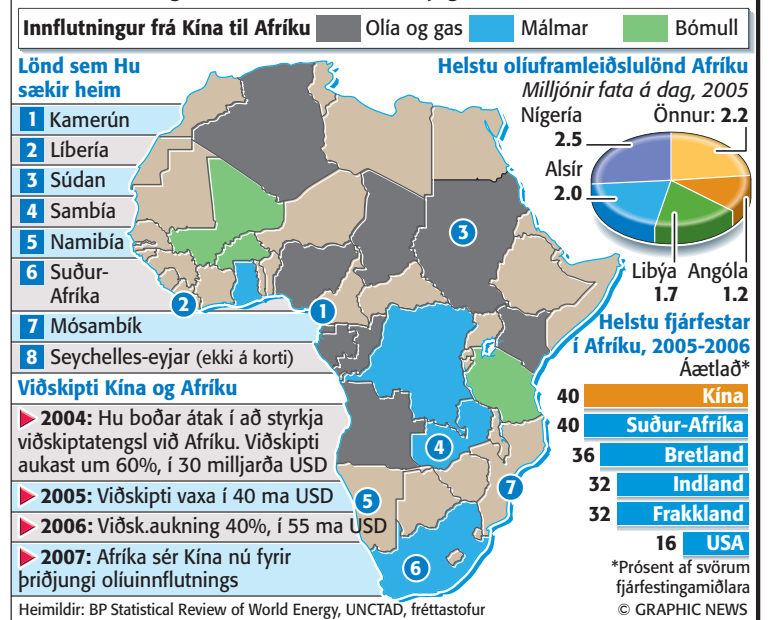 Innflutningur frá Kína til Afríku
Olía og gas
Málmar
Bómull
Lönd sem Hu
sækir heim
1 Kamerún
2 Líbería
3 Súdan
4 Sambía
5 Namibía
6 Suður-
Afríka
7 Mósambík
8 Seychelles-eyjar (ekki á korti)
Viðskipti Kína og Afríku
2004: Hu boðar átak í að styrkja
viðskiptatengsl við Afríku. Viðskipti
aukast um 60%, í 30 milljarða USD
2005: Viðskipti vaxa í 40 ma USD
2006: Viðsk.aukning 40%, í 55 ma USD
2007: Afríka sér Kína nú fyrir
þriðjungi olíuinnflutnings
3
2
1
4
5
7
6
Helstu olíuframleiðslulönd Afríku
Milljónir fata á dag, 2005
Nígería
2.5
Önnur: 2.2
Alsír
2.0
Libýa
1.7
Angóla
1.2
Helstu fjárfestar
í Afríku, 2005-2006
Áætlað*
40 Kína
40 Suður-Afríka
36 Bretland
32 Indland
32 Frakkland
16 USA
*Prósent af svörum
fjárfestingamiðlara
Heimildir: BP Statistical Review of World Energy, UNCTAD, fréttastofur
© GRAPHIC NEWS